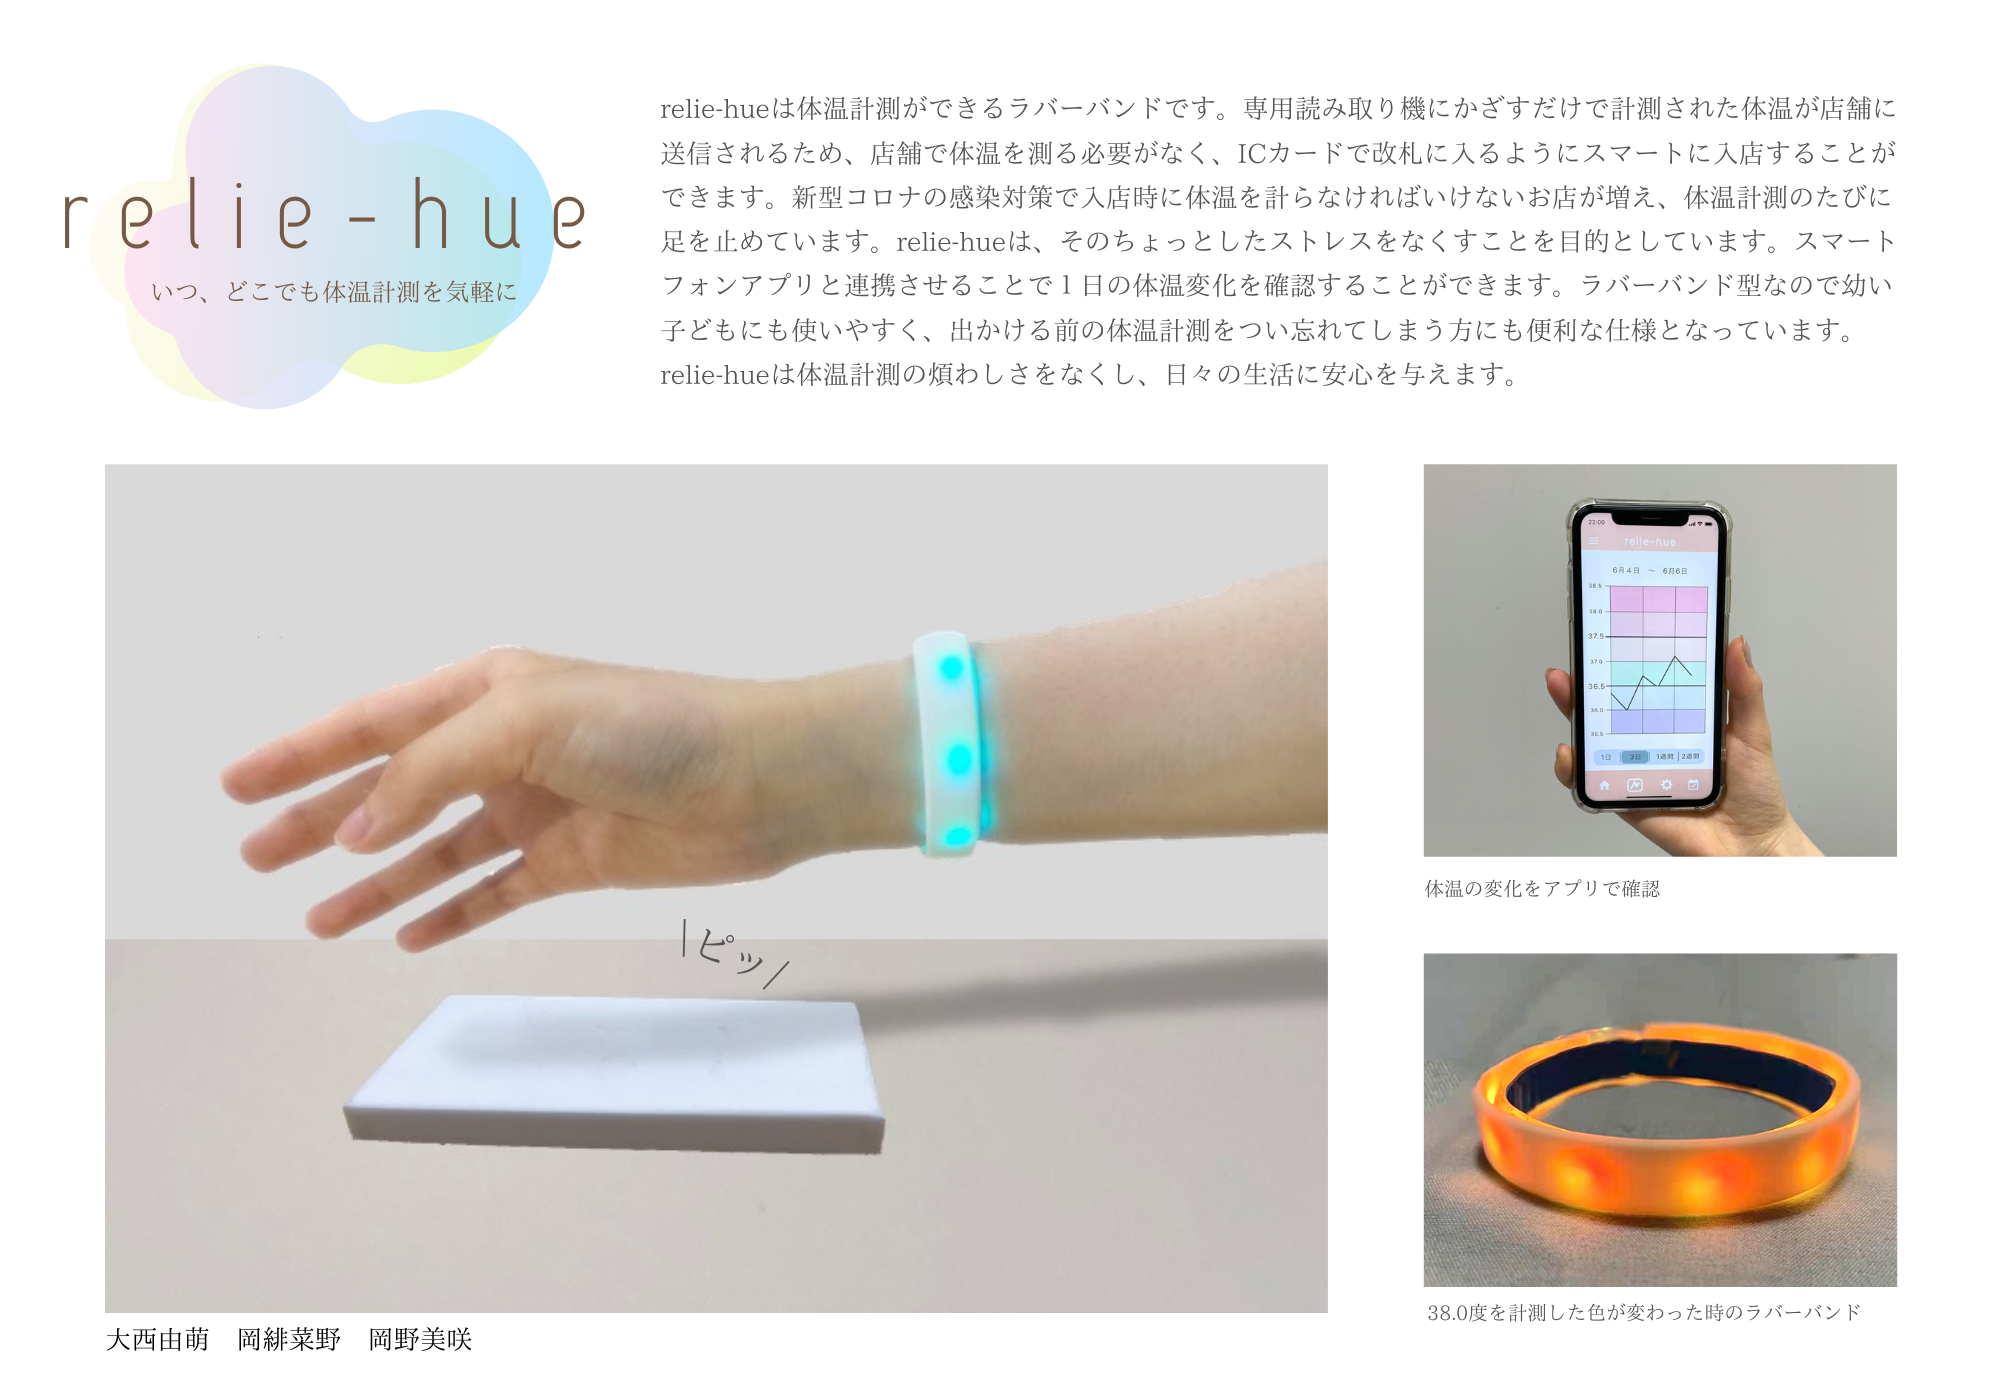 relie-hue
いつ、どこでも体温計測を気軽に
relie-hueは体温計測ができるラバーバンドです。専用読み取り機にかざすだけで計測された体温が店舗に
送信されるため、店舗で体温を測る必要がなく、ICカードで改札に入るようにスマートに入店することが
できます。新型コロナの感染対策で入店時に体温を計らなければいけないお店が増え、体温計測のたびに
足を止めています。relie-hueは、そのちょっとしたストレスをなくすことを目的としています。スマート
フォンアプリと連携させることで１日の体温変化を確認することができます。ラバーバンド型なので幼い
子どもにも使いやすく、出かける前の体温計測をつい忘れてしまう方にも便利な仕様となっています。
relie-hueは体温計測の煩わしさをなくし、日々の生活に安心を与えます。
ピッ
22:00
relie-hue
6月4日 ～ 6月6日
38.5
38.0
37.5
37.0
36.5
36.0
1日 3日 1週間 2週間
体温の変化をアプリで確認
38.0度を計測した色が変わった時のラバーバンド
大西由萌　岡緋菜野　岡野美咲